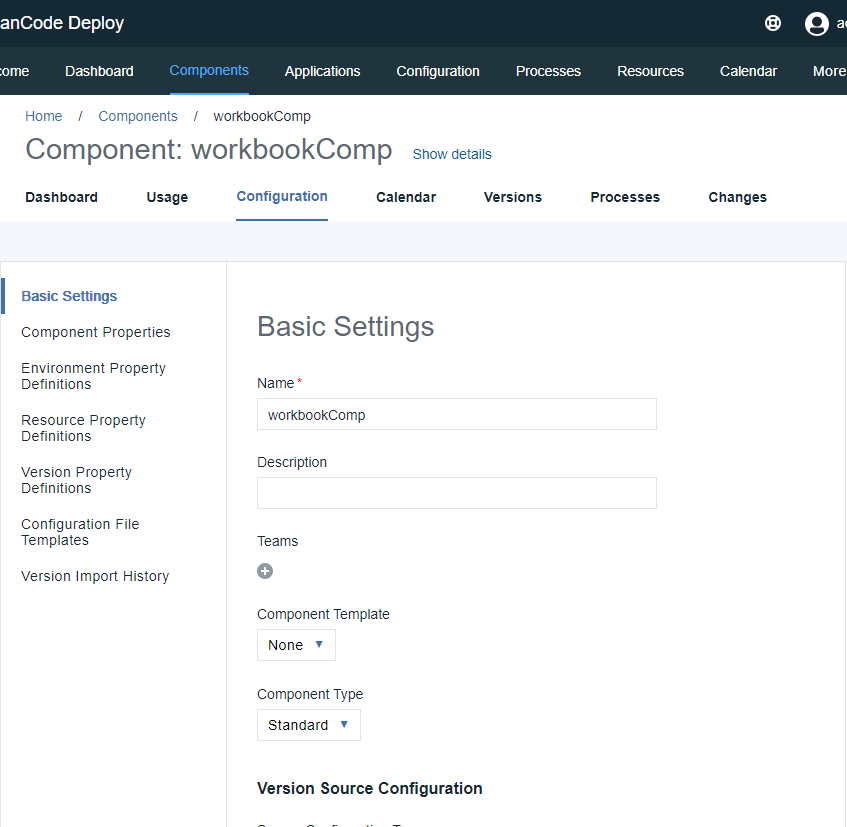 anCode Deploy
ome Dashboard Components Applications Configuration Processes Resources Calendar More
Home / Components / workbookComp
Component: workbookComp Show details
Dashboard Usage Configuration Calendar Versions Processes Changes
Basic Settings
Component Properties
Environment Property
Definitions
Resource Property
Definitions
Version Property
Definitions
Configuration File
Templates
Version Import History
Basic Settings
Name *
workbookComp
Description
Teams
Component Template
None
Component Type
Standard
Version Source Configuration